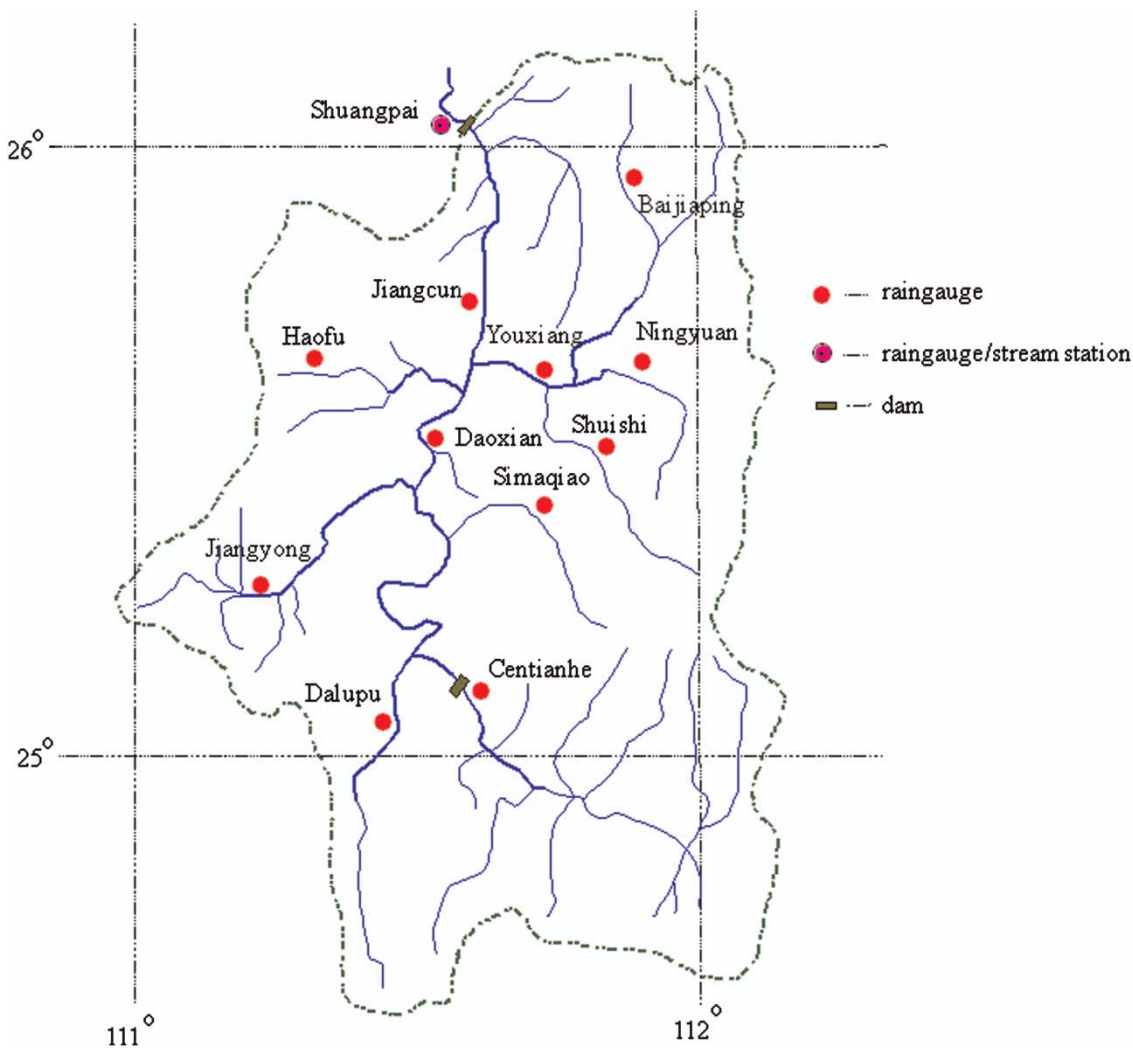 Shuangpai
26°
Baijiaping
Jiangcun
raingauge
Haofu
Youxiang
Ningyuan
raingauge/stream station
dam
Daoxian
Shuishi
Simaqiao
Jiangyong
Centianhe
Dalupu
25°
111°
112°